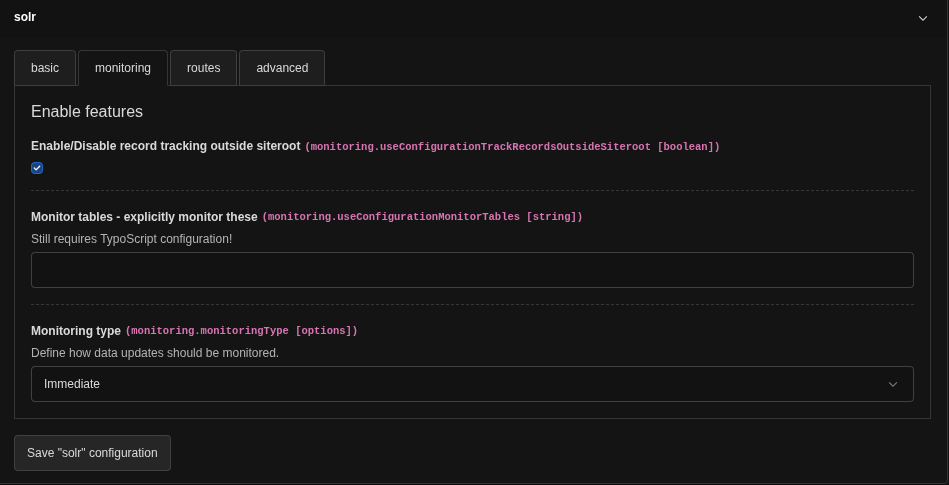 solr
basic monitoring routes advanced
Enable features
Enable/Disable record tracking outside siteroot (monitoring.useConfigurationTrackRecordsOutsideSiteroot [boolean])
Monitor tables - explicitly monitor these (monitoring.useConfigurationMonitorTables [string])
Still requires TypoScript configuration!
Monitoring type (monitoring.monitoringType [options])
Define how data updates should be monitored.
Immediate
Save "solr" configuration